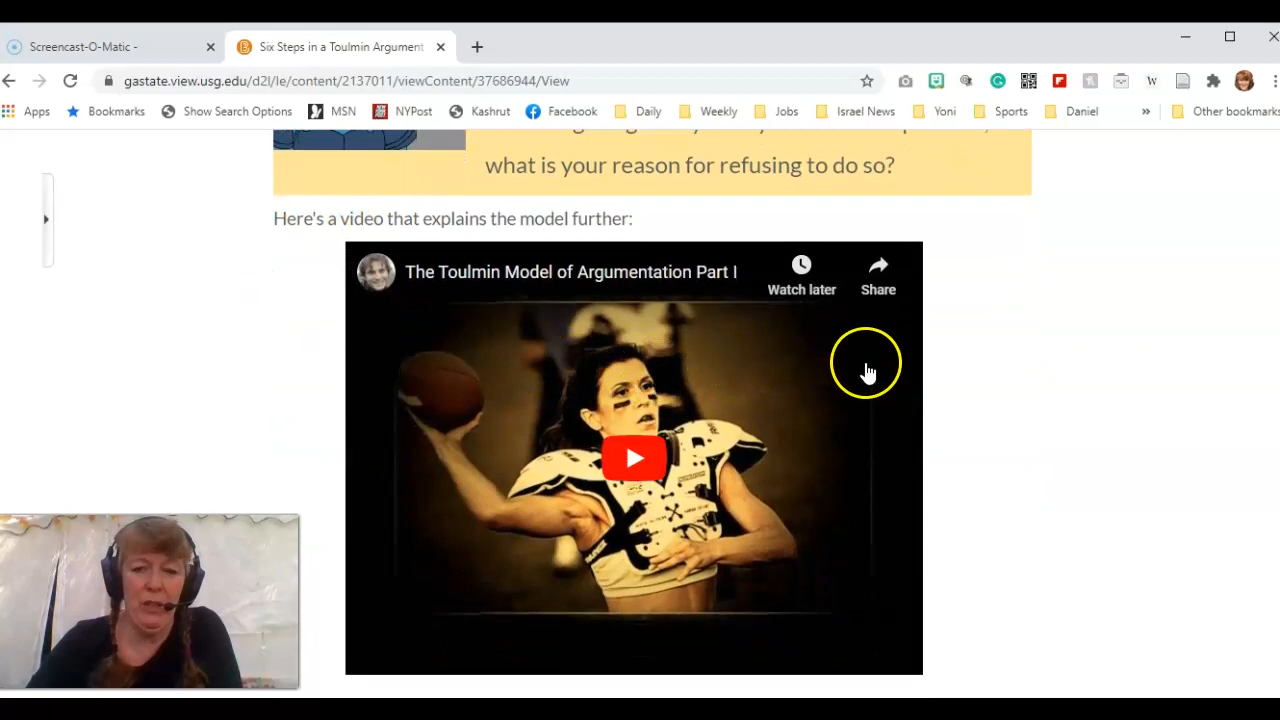 Screencast-O-Matic -
Six Steps in a Toulmin Argument
gastate.view.usg.edu/d2l/le/content/2137011/viewContent/37686944/View
Apps
Bookmarks
Show Search Options
MSN
NYPost
Kashrut
Facebook
Daily
Weekly
Jobs
Israel News
Yoni
Sports
Daniel
»
Other bookmarks
what is your reason for refusing to do so?
Here's a video that explains the model further:
The Toulmin Model of Argumentation Part I
Watch later
Share